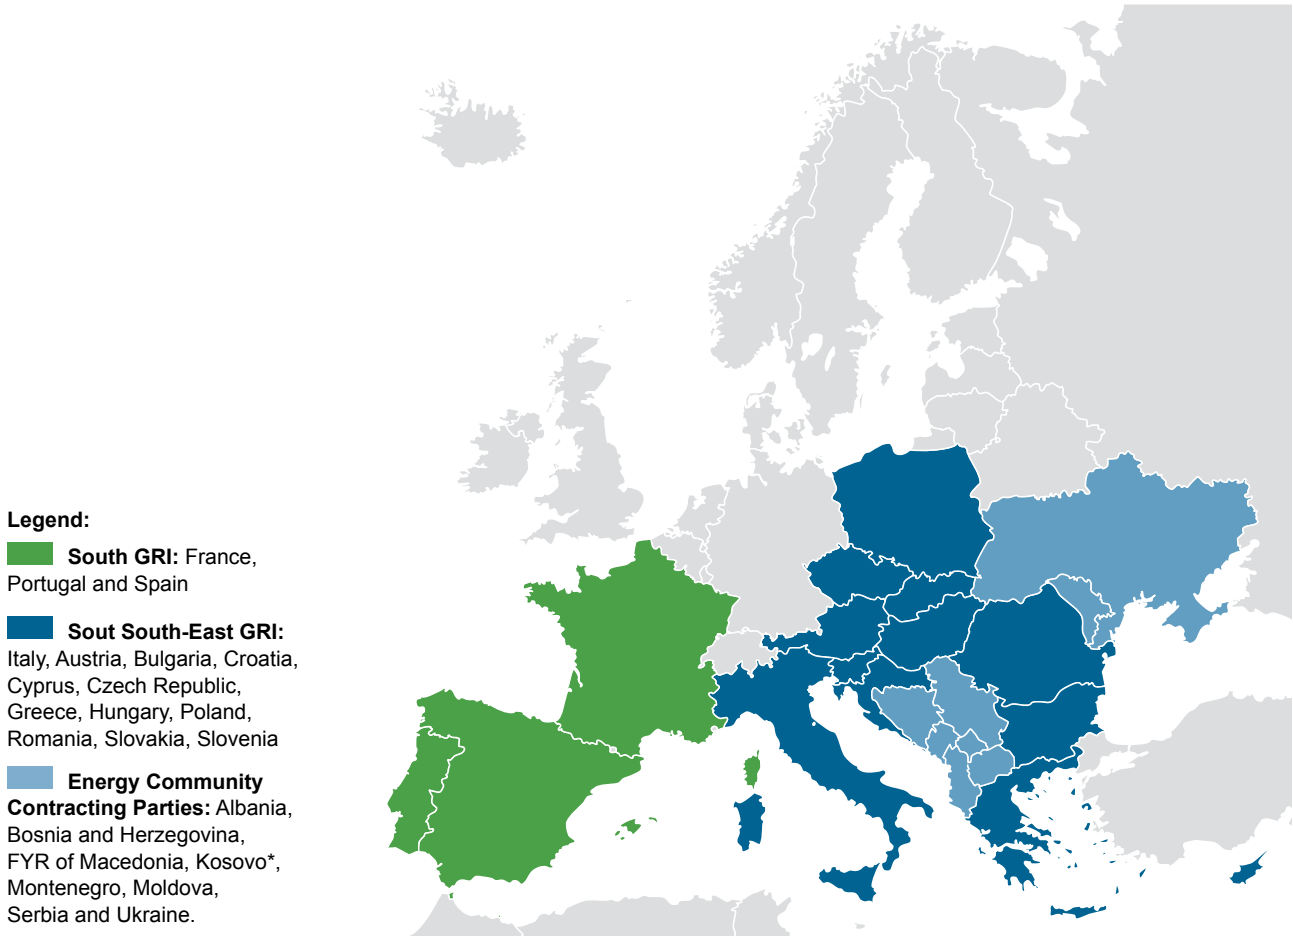 Legend:
South GRI: France,
Portugal and Spain
Sout South-East GRI:
Italy, Austria, Bulgaria, Croatia,
Cyprus, Czech Republic,
Greece, Hungary, Poland,
Romania, Slovakia, Slovenia
Energy Community
Contracting Parties: Albania,
Bosnia and Herzegovina,
FYR of Macedonia, Kosovo*,
Montenegro, Moldova,
Serbia and Ukraine.